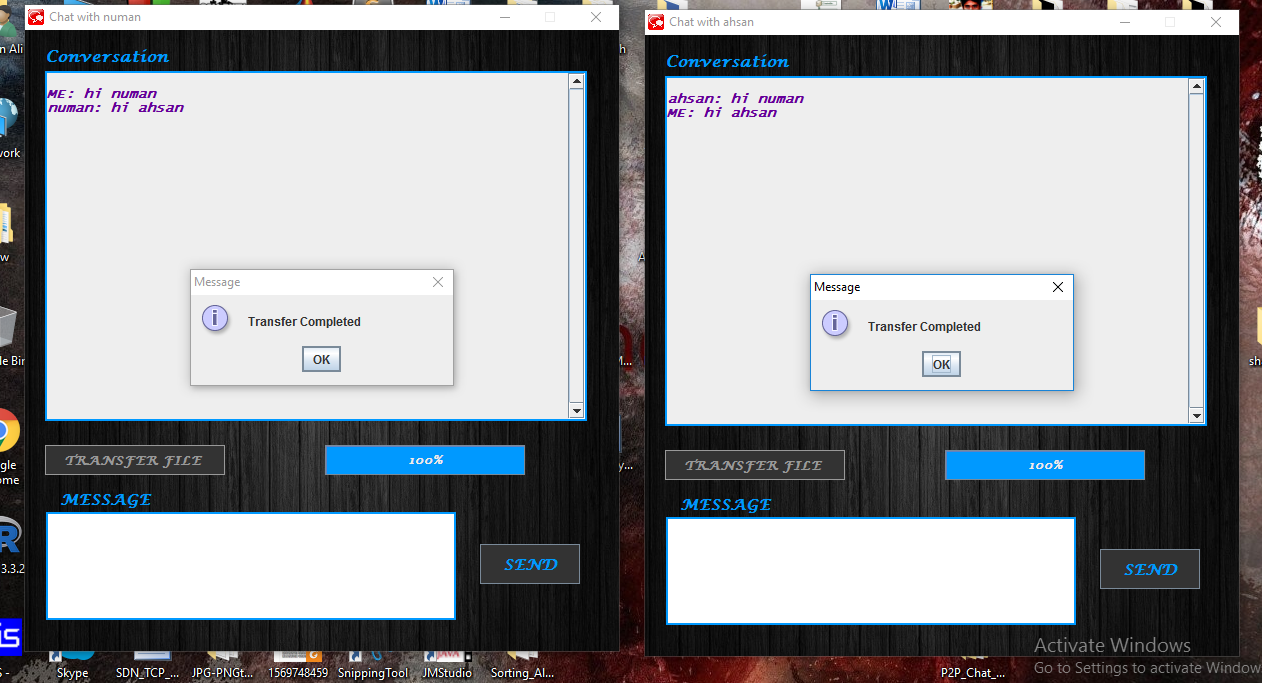 Chat with numan
Conversation
ME: hi numan
numan: hi ahsan
Message
Transfer Completed
OK
TRANSFER FILE
100%
MESSAGE
SEND
Chat with ahsan
Conversation
ahsan: hi numan
ME: hi ahsan
Message
Transfer Completed
OK
TRANSFER FILE
100%
MESSAGE
SEND
Activate Windows
Go to Settings to activate Window
n Ali
work
w
le Bin
gle
ome
3.3.2
M...
y...
sh
Skype
SDN_TCP_...
JPG-PNGt...
1569748459
SnippingTool
JMStudio
Sorting_Al...
P2P_Chat_...